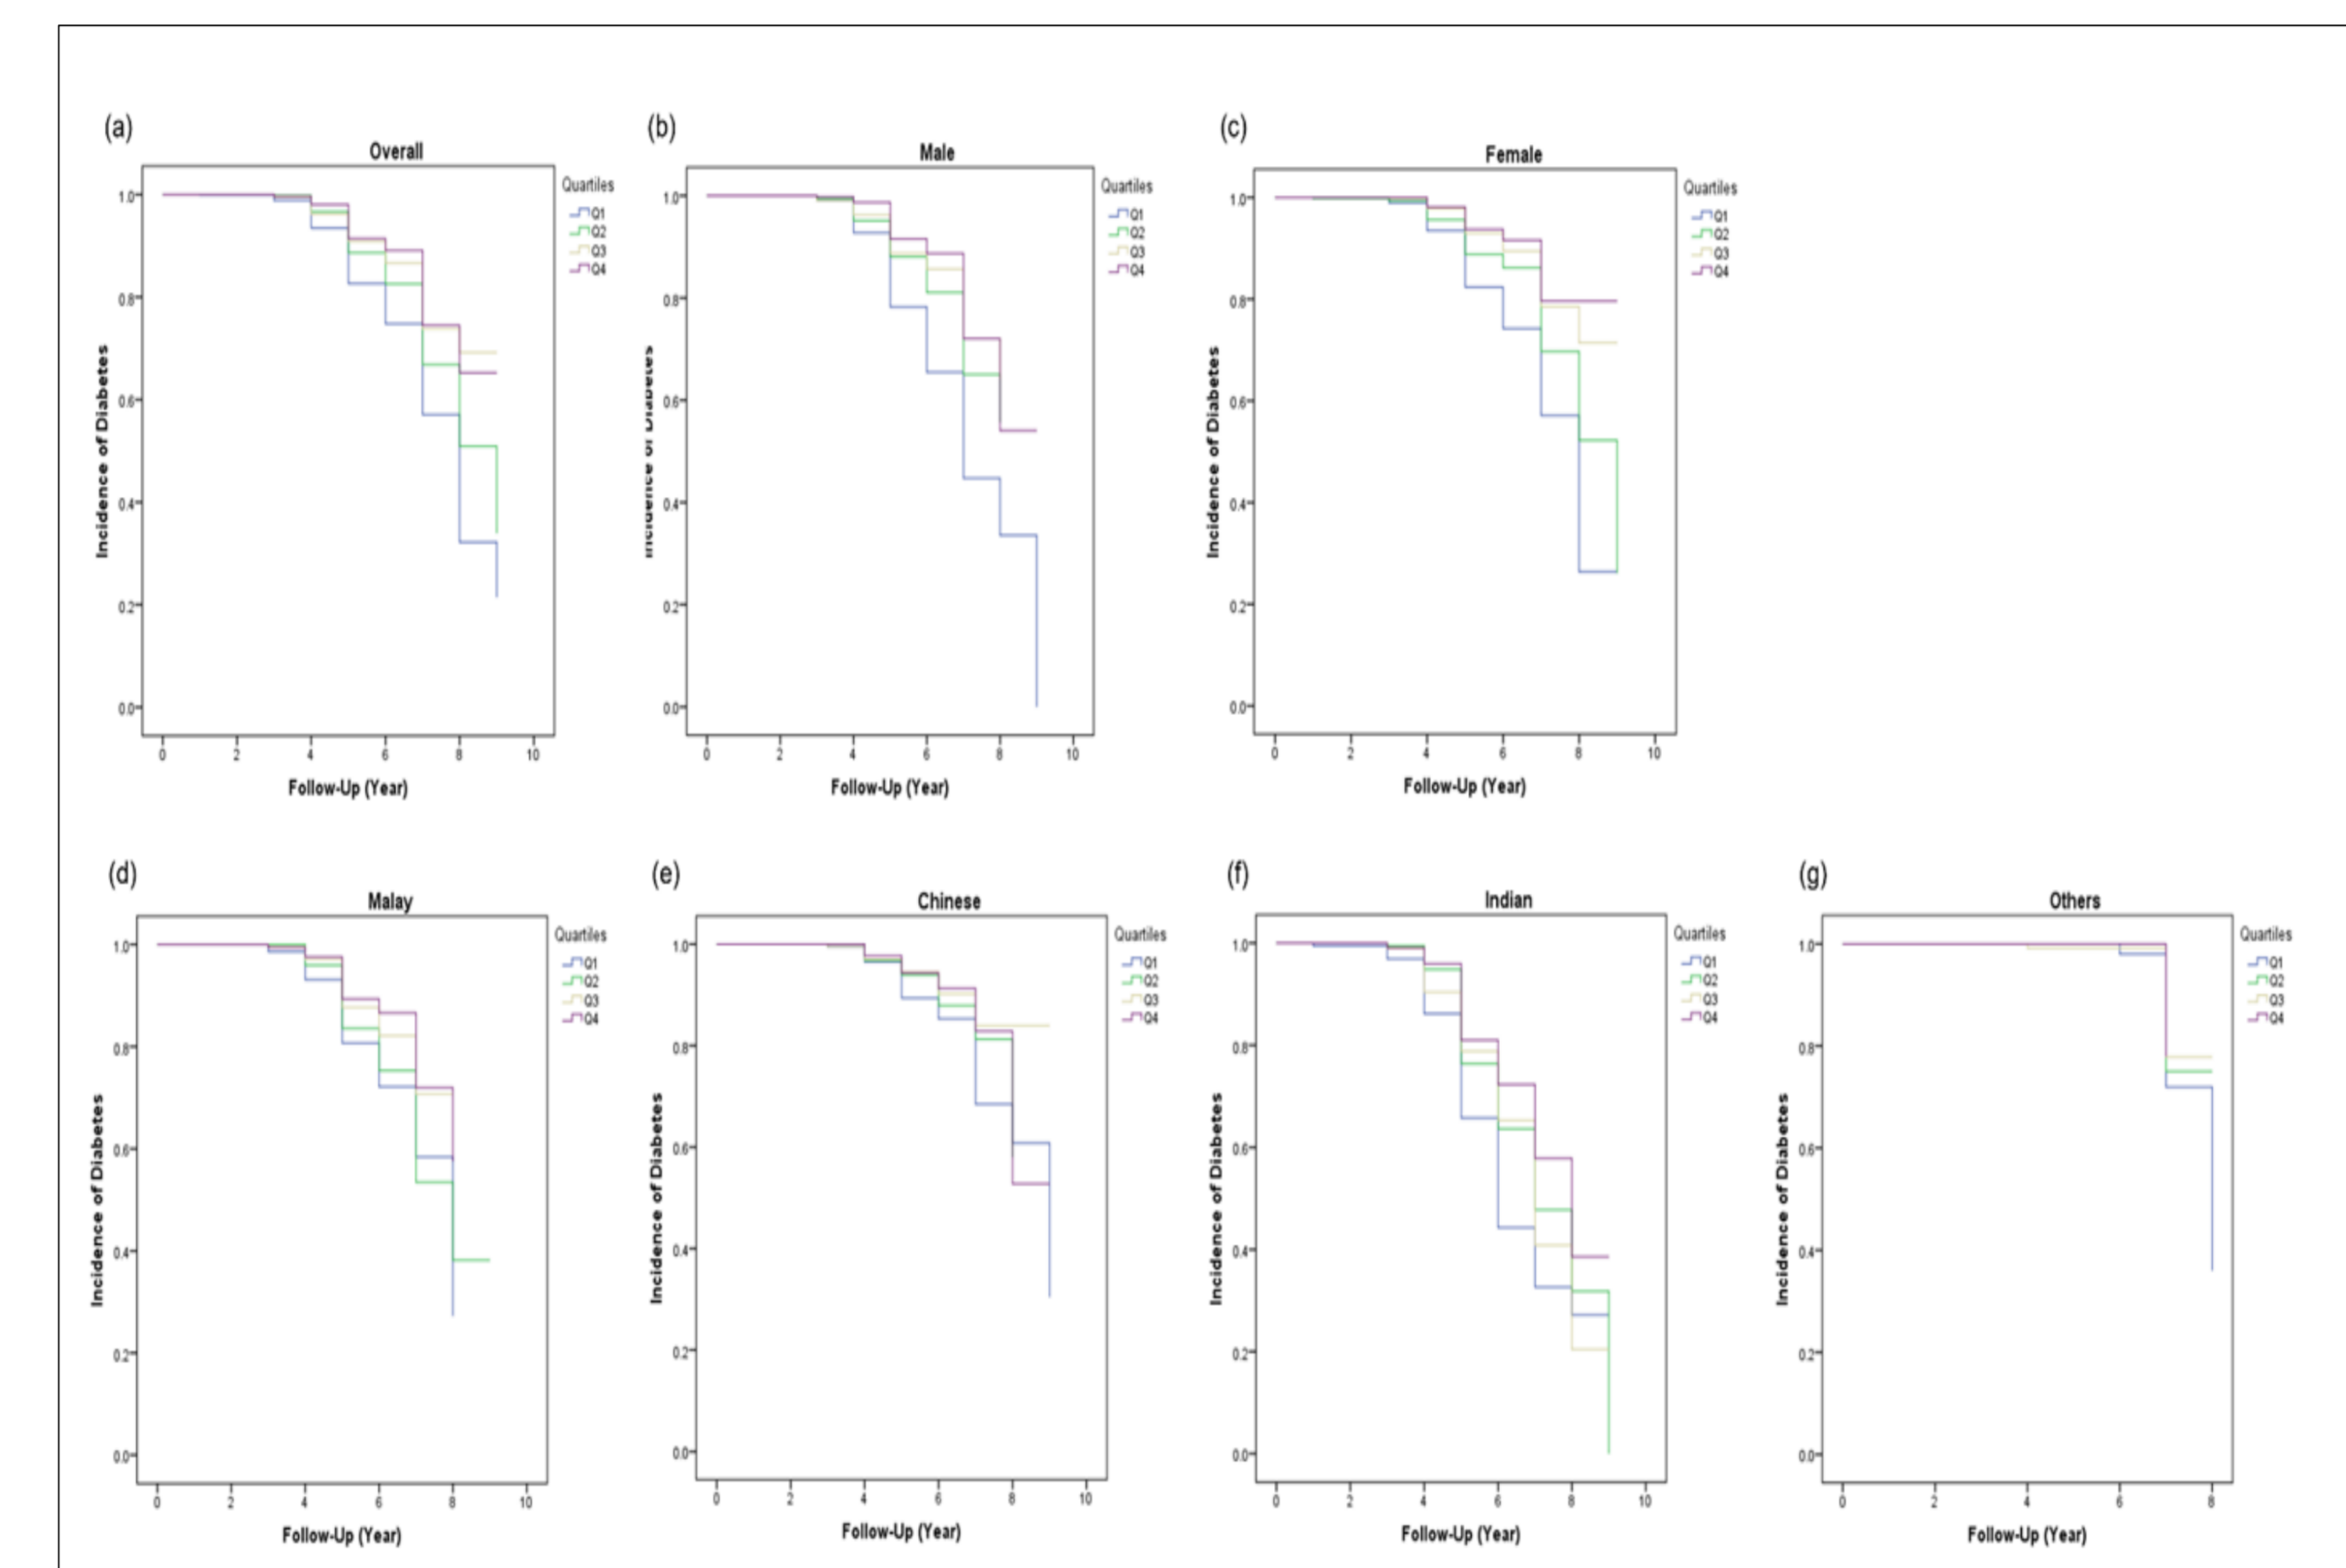 (a)
Overall
Quartiles
Q1
Q2
Q3
Q4
1.0
0.8
0.6
0.4
0.2
0.0
Incidence of Diabetes
0 2 4 6 8 10
Follow-Up (Year)
(b)
Male
Quartiles
Q1
Q2
Q3
Q4
1.0
0.8
0.6
0.4
0.2
0.0
Incidence of Diabetes
0 2 4 6 8 10
Follow-Up (Year)
(c)
Female
Quartiles
Q1
Q2
Q3
Q4
1.0
0.8
0.6
0.4
0.2
0.0
Incidence of Diabetes
0 2 4 6 8 10
Follow-Up (Year)
(d)
Malay
Quartiles
Q1
Q2
Q3
Q4
1.0
0.8
0.6
0.4
0.2
0.0
Incidence of Diabetes
0 2 4 6 8 10
Follow-Up (Year)
(e)
Chinese
Quartiles
Q1
Q2
Q3
Q4
1.0
0.8
0.6
0.4
0.2
0.0
Incidence of Diabetes
0 2 4 6 8 10
Follow-Up (Year)
(f)
Indian
Quartiles
Q1
Q2
Q3
Q4
1.0
0.8
0.6
0.4
0.2
0.0
Incidence of Diabetes
0 2 4 6 8 10
Follow-Up (Year)
(g)
Others
Quartiles
Q1
Q2
Q3
Q4
1.0
0.8
0.6
0.4
0.2
0.0
Incidence of Diabetes
0 2 4 6 8
Follow-Up (Year)